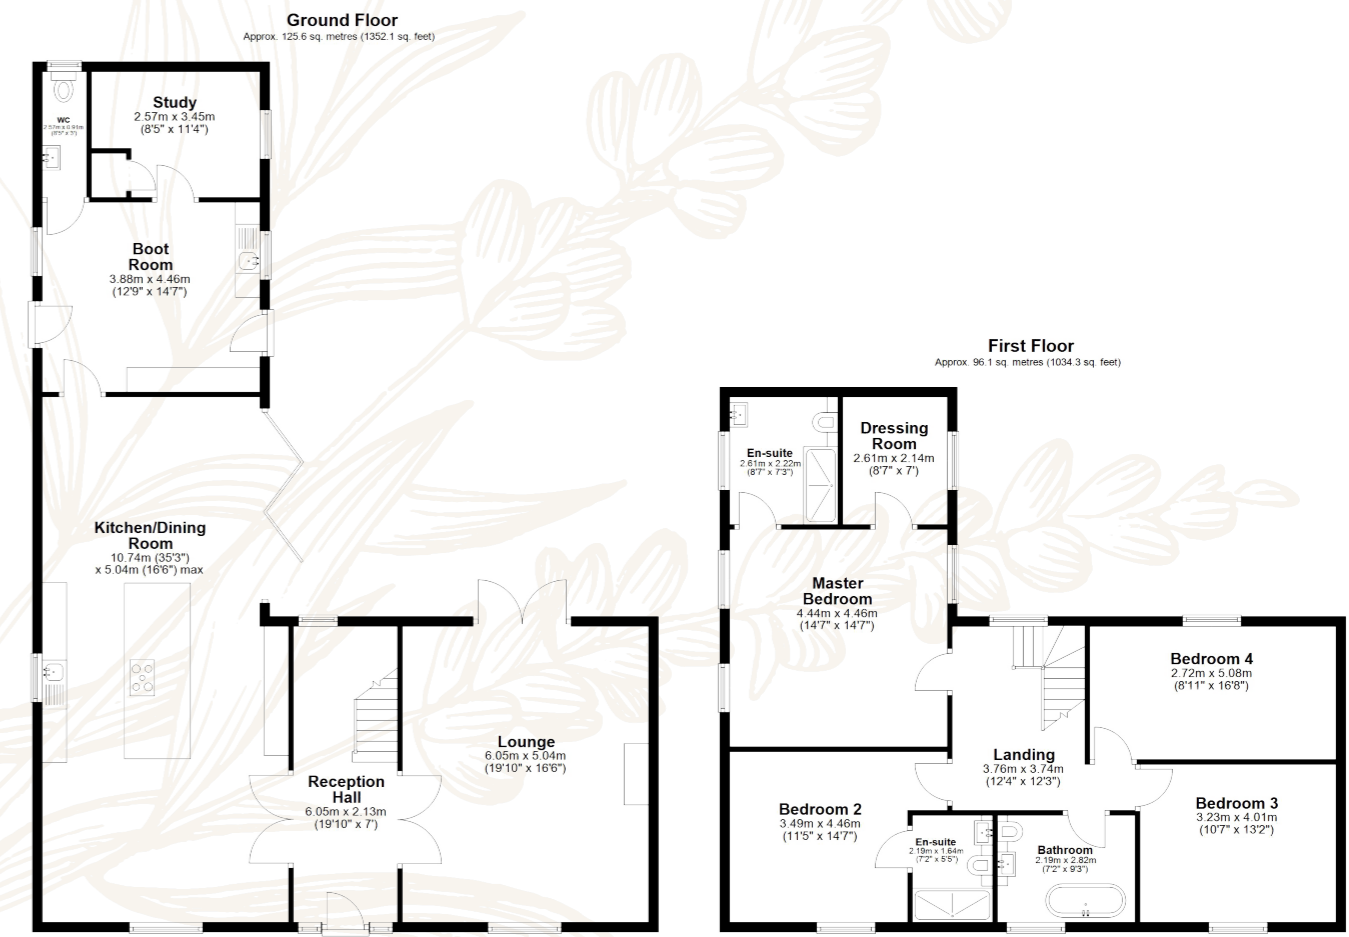 Ground Floor
Approx. 125.6 sq. metres (1352.1 sq. feet)
WC
2.57m x 0.91m
(8'5" x 3')
Study
2.57m x 3.45m
(8'5" x 11'4")
Boot
Room
3.88m x 4.46m
(12'9" x 14'7")
Kitchen/Dining
Room
10.74m (35'3")
x 5.04m (16'6") max
Reception
Hall
6.05m x 2.13m
(19'10" x 7')
Lounge
6.05m x 5.04m
(19'10" x 16'6")
First Floor
Approx. 96.1 sq. metres (1034.3 sq. feet)
En-suite
2.61m x 2.22m
(8'7" x 7'3")
Dressing
Room
2.61m x 2.14m
(8'7" x 7')
Master
Bedroom
4.44m x 4.46m
(14'7" x 14'7")
Bedroom 4
2.72m x 5.08m
(8'11" x 16'8")
Landing
3.76m x 3.74m
(12'4" x 12'3")
Bedroom 2
3.49m x 4.46m
(11'5" x 14'7")
En-suite
2.19m x 1.64m
(7'2" x 5'5")
Bathroom
2.19m x 2.82m
(7'2" x 9'3")
Bedroom 3
3.23m x 4.01m
(10'7" x 13'2")